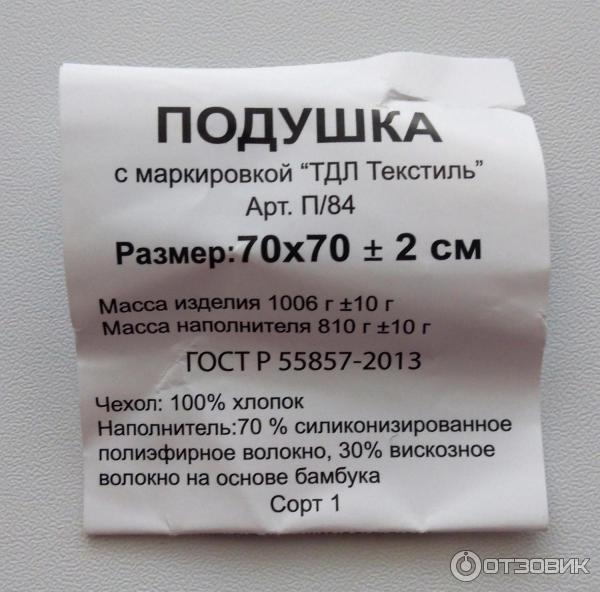 ПОДУШКА
с маркировкой “ТДЛ Текстиль”
Арт. П/84
Размер:70х70 ± 2 см
Масса изделия 1006 г ±10 г
Масса наполнителя 810 г ±10 г
ГОСТ Р 55857-2013
Чехол: 100% хлопок
Наполнитель:70 % силиконизированное
полиэфирное волокно, 30% вискозное
волокно на основе бамбука
Сорт 1
ОТЗОВИК